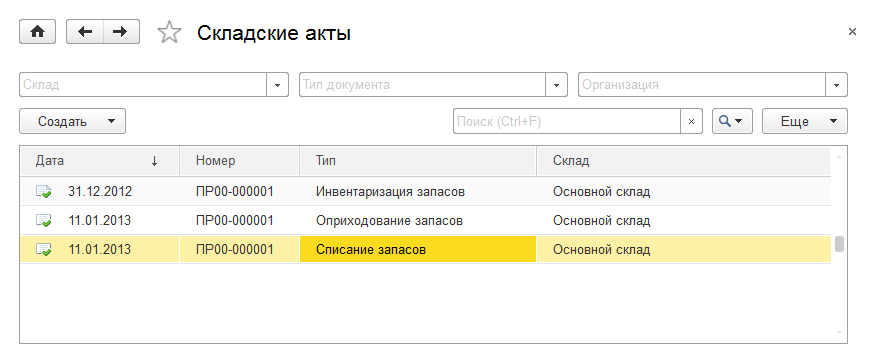 Складские акты
Склад Тип документа Организация
Создать Поиск (Ctrl+F) Еще
Дата Номер Тип Склад
31.12.2012 ПР00-000001 Инвентаризация запасов Основной склад
11.01.2013 ПР00-000001 Оприходование запасов Основной склад
11.01.2013 ПР00-000001 Списание запасов Основной склад